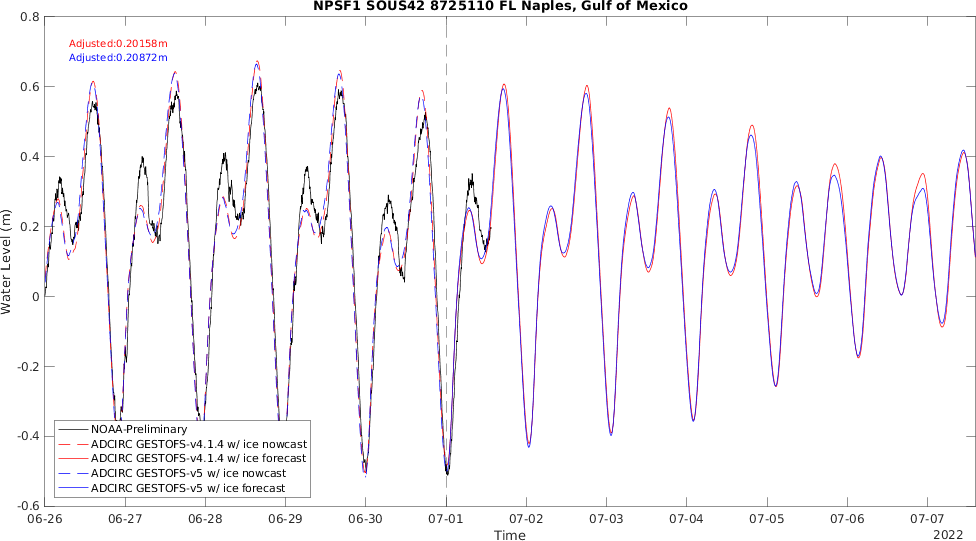 NPSF1 SOUS42 8725110 FL Naples, Gulf of Mexico
Adjusted:0.20158m
Adjusted:0.20872m
0.8
0.6
0.4
0.2
0
-0.2
-0.4
-0.6
Water Level (m)
NOAA-Preliminary
ADCIRC GESTOFS-v4.1.4 w/ ice nowcast
ADCIRC GESTOFS-v4.1.4 w/ ice forecast
ADCIRC GESTOFS-v5 w/ ice nowcast
ADCIRC GESTOFS-v5 w/ ice forecast
06-26 06-27 06-28 06-29 06-30 07-01 07-02 07-03 07-04 07-05 07-06 07-07
Time
2022